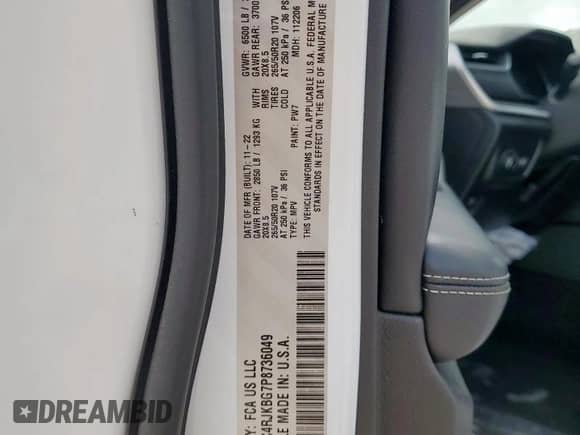 DATE OF MFR (BUILT): 11-22 GVWR: 6500 LB /
GAWR FRONT: 2850 LB / 1293 KG WITH GAWR REAR: 3700
20X8.5 RIMS 20X8.5
265/50R20 107V TIRES 265/50R20 107V
AT 250 kPa / 36 PSI COLD AT 250 kPa / 36 PS
TYPE: MPV PAINT: PW7 MDH: 112206
THIS VEHICLE CONFORMS TO ALL APPLICABLE U.S.A. FEDERAL M
STANDARDS IN EFFECT ON THE DATE OF MANUFACTURE
Y: FCA US LLC
C4RJKBG7P8736049
LE MADE IN: U.S.A.